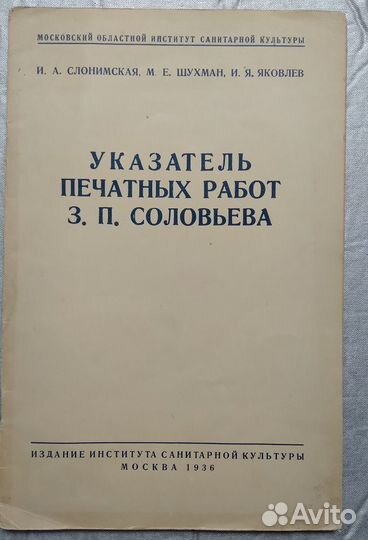 МОСКОВСКИЙ ОБЛАСТНОЙ ИНСТИТУТ САНИТАРНОЙ КУЛЬТУРЫ
И. А. СЛОНИМСКАЯ, М. Е. ШУХМАН, И. Я. ЯКОВЛЕВ
УКАЗАТЕЛЬ
ПЕЧАТНЫХ РАБОТ
З. П. СОЛОВЬЕВА
ИЗДАНИЕ ИНСТИТУТА САНИТАРНОЙ КУЛЬТУРЫ
МОСКВА 1936
Avito